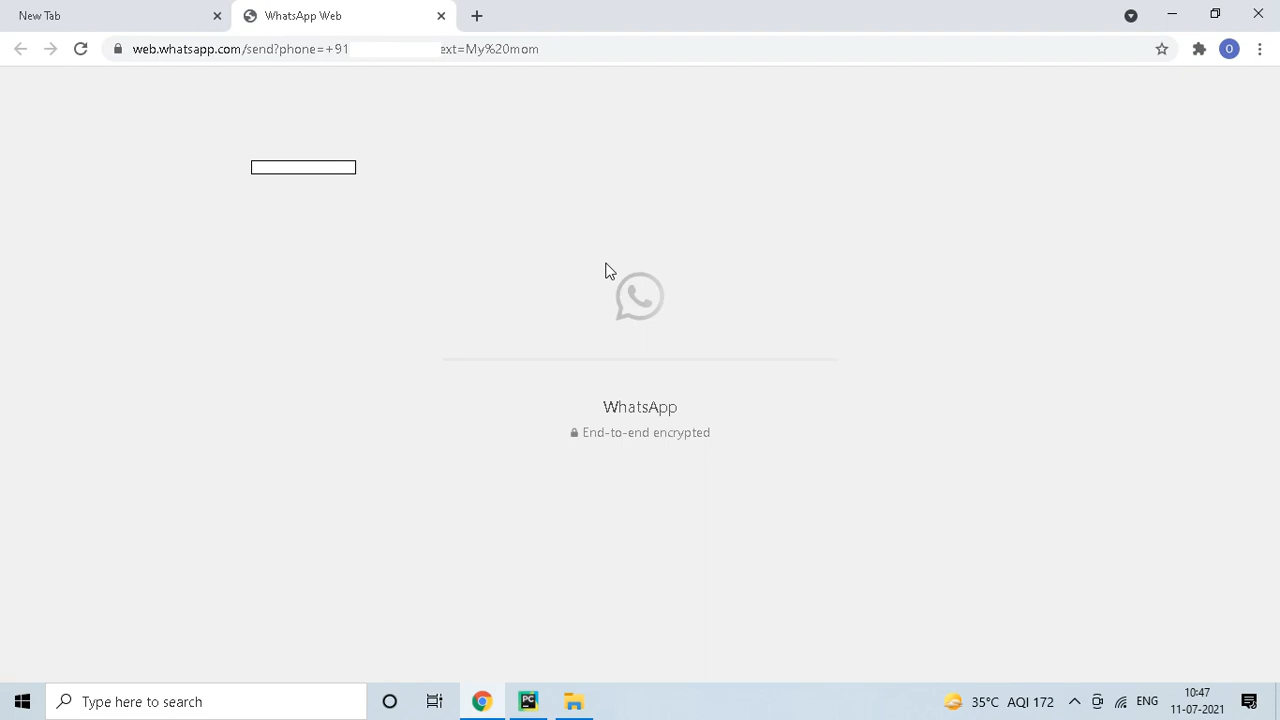 New Tab
WhatsApp Web
web.whatsapp.com/send?phone=+91 ext=My%20mom
O
WhatsApp
End-to-end encrypted
Type here to search
PC
35°C AQI 172
ENG
10:47
11-07-2021